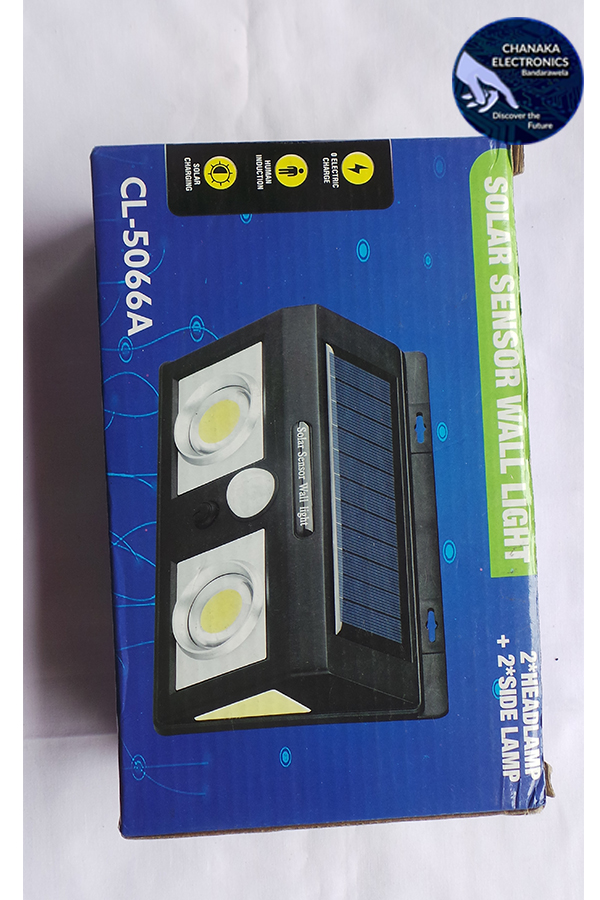 CHANAKA
ELECTRONICS
Bandarawela
Discover the
Future
SOLAR SENSOR WALL LIGHT
2*HEADLAMP
+ 2*SIDE LAMP
0 ELECTRIC
CHARGE
HUMAN
INDUCTION
SOLAR
CHARGING
Solar Sensor Wall light
CL-5066A